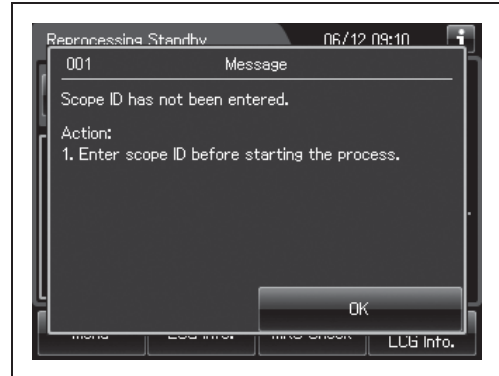 Reprocessing Standby 06/12 09:10 i
001 Message
Scope ID has not been entered.
Action:
1. Enter scope ID before starting the process.
OK
LCG Info.